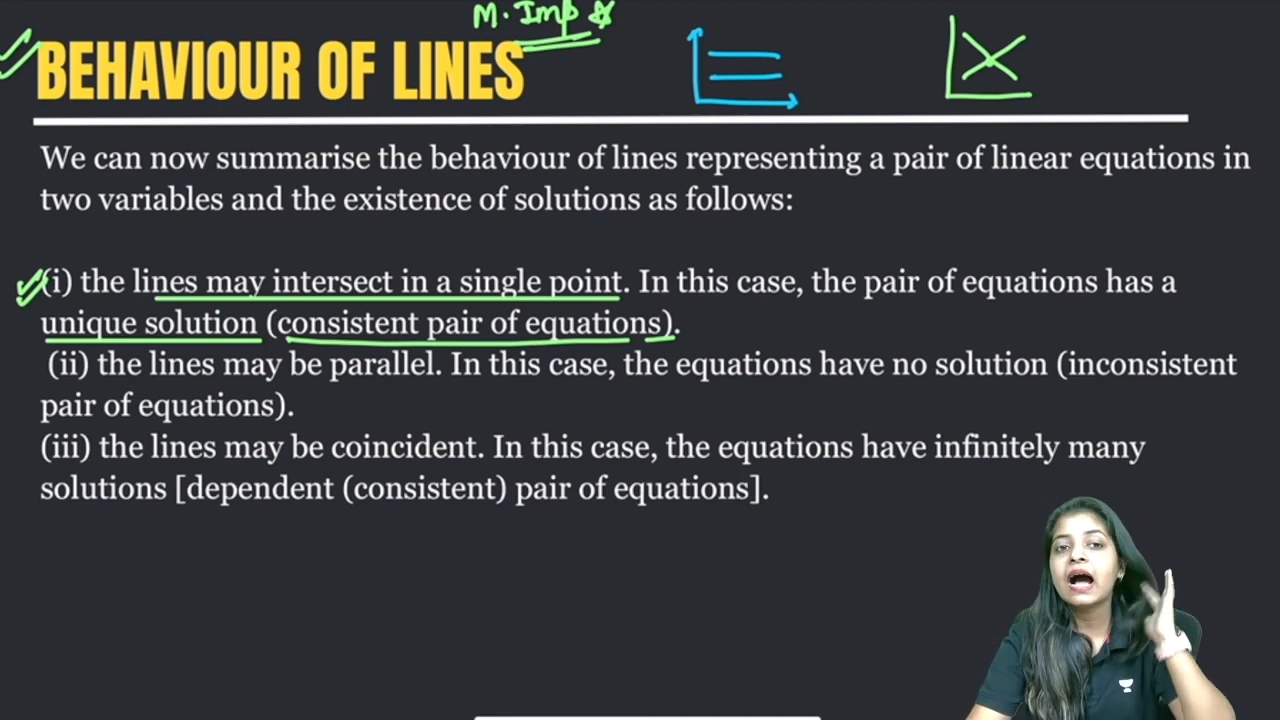 M. Imp
BEHAVIOUR OF LINES
We can now summarise the behaviour of lines representing a pair of linear equations in
two variables and the existence of solutions as follows:
(i) the lines may intersect in a single point. In this case, the pair of equations has a
unique solution (consistent pair of equations).
(ii) the lines may be parallel. In this case, the equations have no solution (inconsistent
pair of equations).
(iii) the lines may be coincident. In this case, the equations have infinitely many
solutions [dependent (consistent) pair of equations].